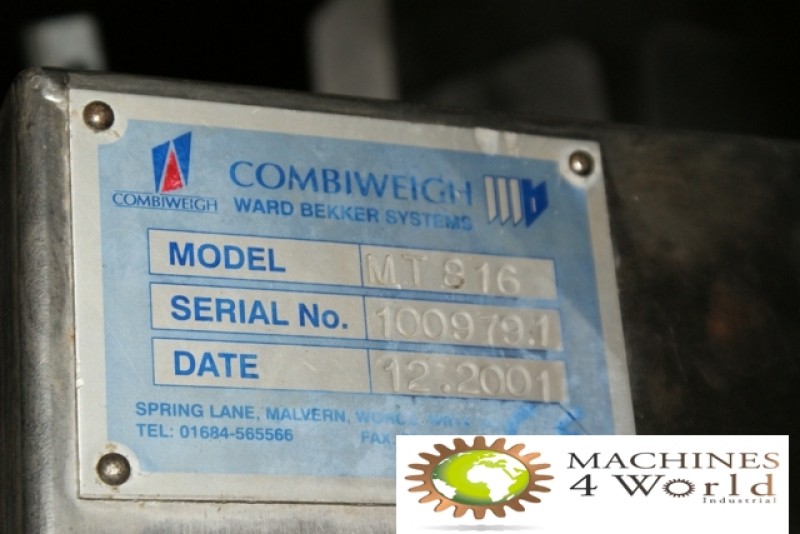 COMBIWEIGH
COMBIWEIGH
WARD BEKKER SYSTEMS
MODEL MT 816
SERIAL No. 100979.1
DATE 12.2001
SPRING LANE, MALVERN,
TEL: 01684-565566 FAX
MACHINES
4 World
Industrial